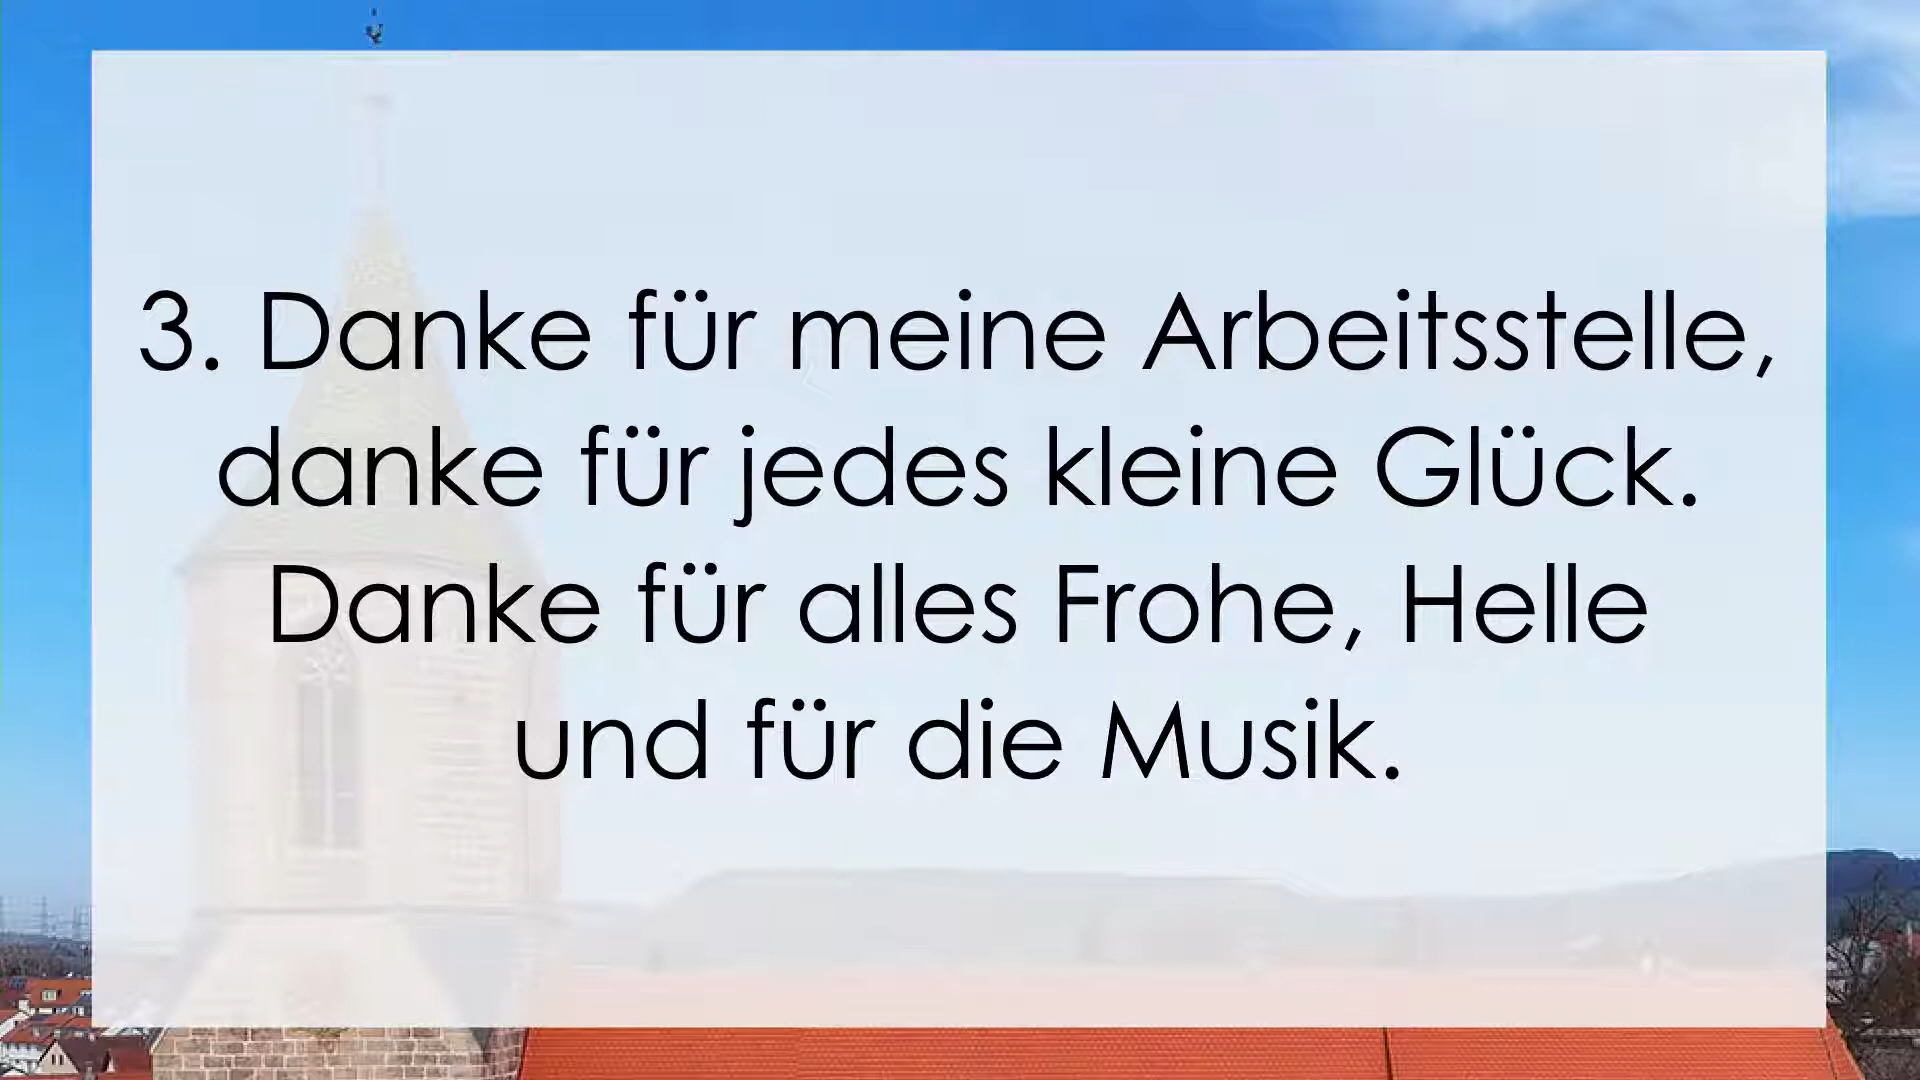 3. Danke für meine Arbeitsstelle,
danke für jedes kleine Glück.
Danke für alles Frohe, Helle
und für die Musik.